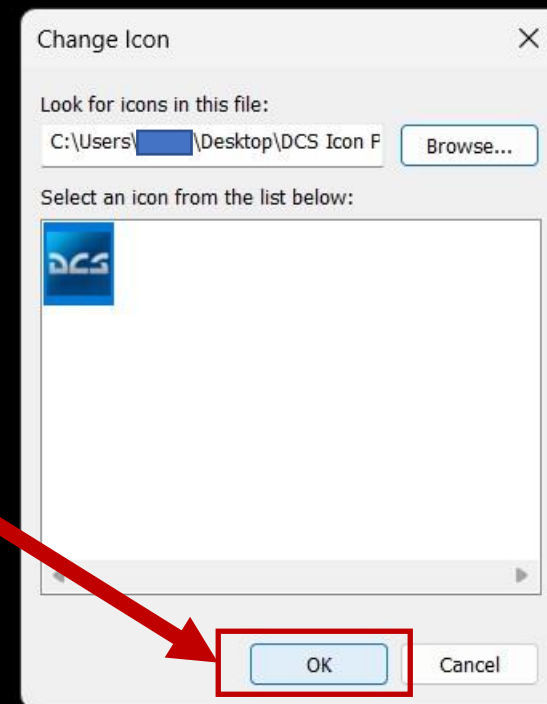 Change Icon
Look for icons in this file:
C:\Users\ \Desktop\DCS Icon F
Browse...
Select an icon from the list below:
DCS
OK
Cancel